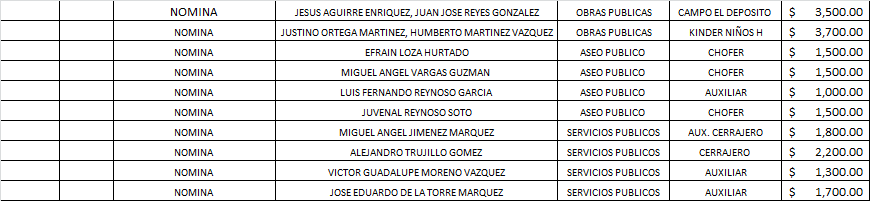 NOMINA JESUS AGUIRRE ENRIQUEZ, JUAN JOSE REYES GONZALEZ OBRAS PUBLICAS CAMPO EL DEPOSITO $ 3,500.00
NOMINA JUSTINO ORTEGA MARTINEZ, HUMBERTO MARTINEZ VAZQUEZ OBRAS PUBLICAS KINDER NIÑOS H $ 3,700.00
NOMINA EFRAIN LOZA HURTADO ASEO PUBLICO CHOFER $ 1,500.00
NOMINA MIGUEL ANGEL VARGAS GUZMAN ASEO PUBLICO CHOFER $ 1,500.00
NOMINA LUIS FERNANDO REYNOSO GARCIA ASEO PUBLICO AUXILIAR $ 1,000.00
NOMINA JUVENAL REYNOSO SOTO ASEO PUBLICO CHOFER $ 1,500.00
NOMINA MIGUEL ANGEL JIMENEZ MARQUEZ SERVICIOS PUBLICOS AUX. CERRAJERO $ 1,800.00
NOMINA ALEJANDRO TRUJILLO GOMEZ SERVICIOS PUBLICOS CERRAJERO $ 2,200.00
NOMINA VICTOR GUADALUPE MORENO VAZQUEZ SERVICIOS PUBLICOS AUXILIAR $ 1,300.00
NOMINA JOSE EDUARDO DE LA TORRE MARQUEZ SERVICIOS PUBLICOS AUXILIAR $ 1,700.00